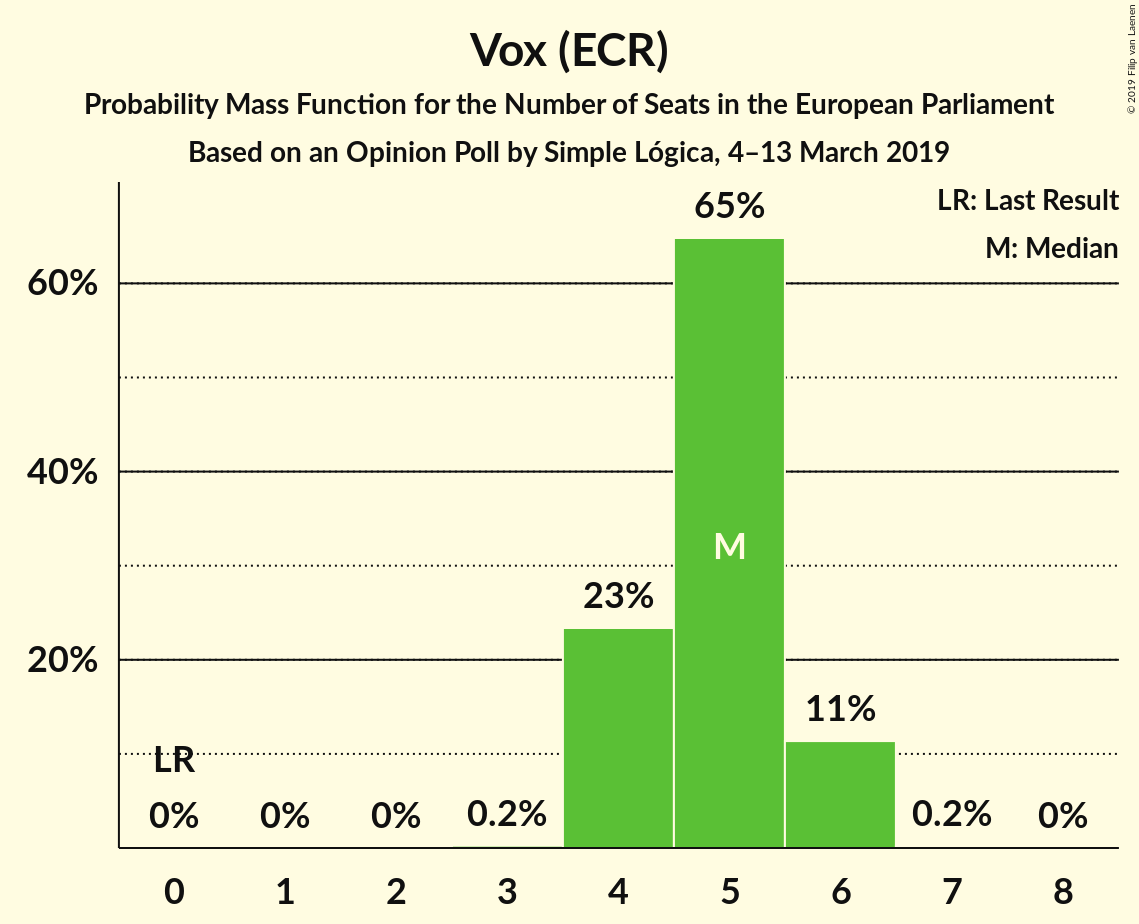 Vox (ECR)
Probability Mass Function for the Number of Seats in the European Parliament
Based on an Opinion Poll by Simple Lógica, 4–13 March 2019
© 2019 Filip van Laenen
LR: Last Result
M: Median
65%
60%
40%
M
23%
20%
11%
LR
0% 0% 0% 0.2% 0.2% 0%
0 1 2 3 4 5 6 7 8